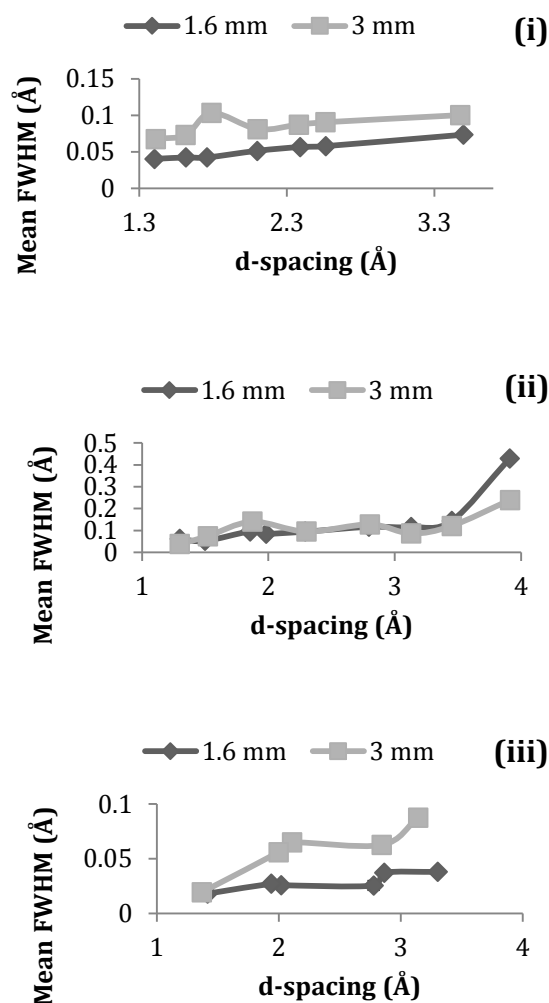 1.6 mm 3 mm (i)
0.15
0.1
0.05
0
1.3 2.3 3.3
Mean FWHM (Å)
d-spacing (Å)
1.6 mm 3 mm (ii)
0.5
0.4
0.3
0.2
0.1
0
1 2 3 4
Mean FWHM (Å)
d-spacing (Å)
1.6 mm 3 mm (iii)
0.1
0.05
0
1 2 3 4
Mean FWHM (Å)
d-spacing (Å)